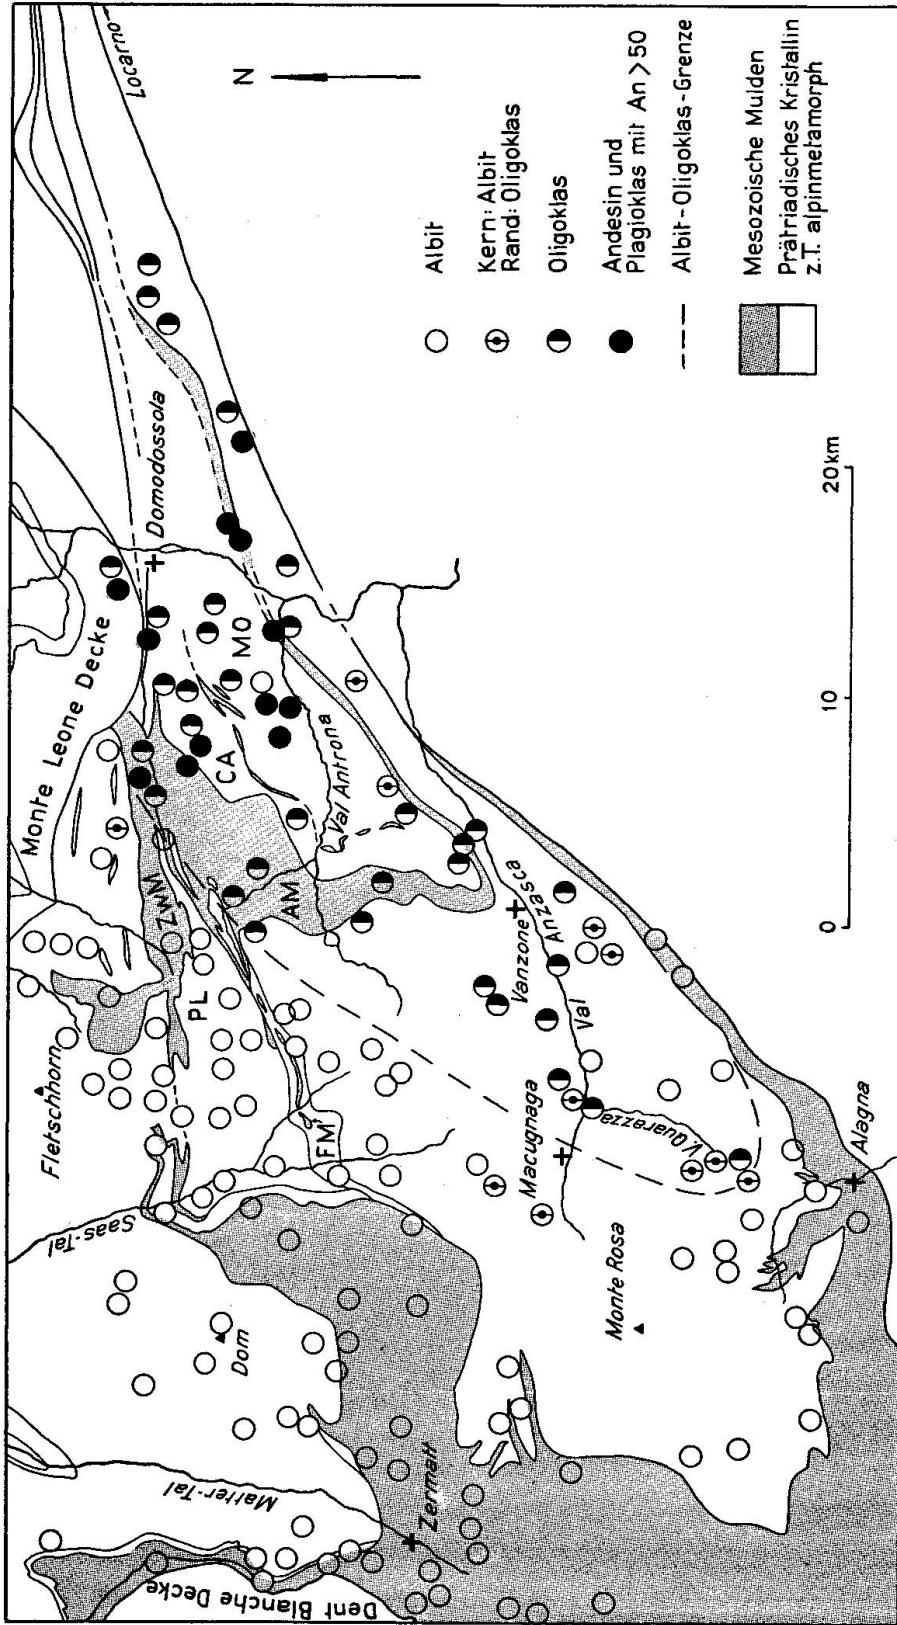 Monte Leone Decke
Locarno
N
Domodossola
Fletschhorn
ZWM
PL
CA
MO
AM
Val Antrona
Saas-Tal
FM
Dom
Matter-Tal
Dent Blanche Decke
Zermatt
Macugnaga
Vanzone
Val Anzasca
V. Quarazza
Monte Rosa
Alagna
0 10 20 km
Albit
Kern: Albit
Rand: Oligoklas
Oligoklas
Andesin und
Plagioklas mit An > 50
Albit-Oligoklas-Grenze
Mesozoische Mulden
Prätriadisches Kristallin
z.T. alpinmetamorph